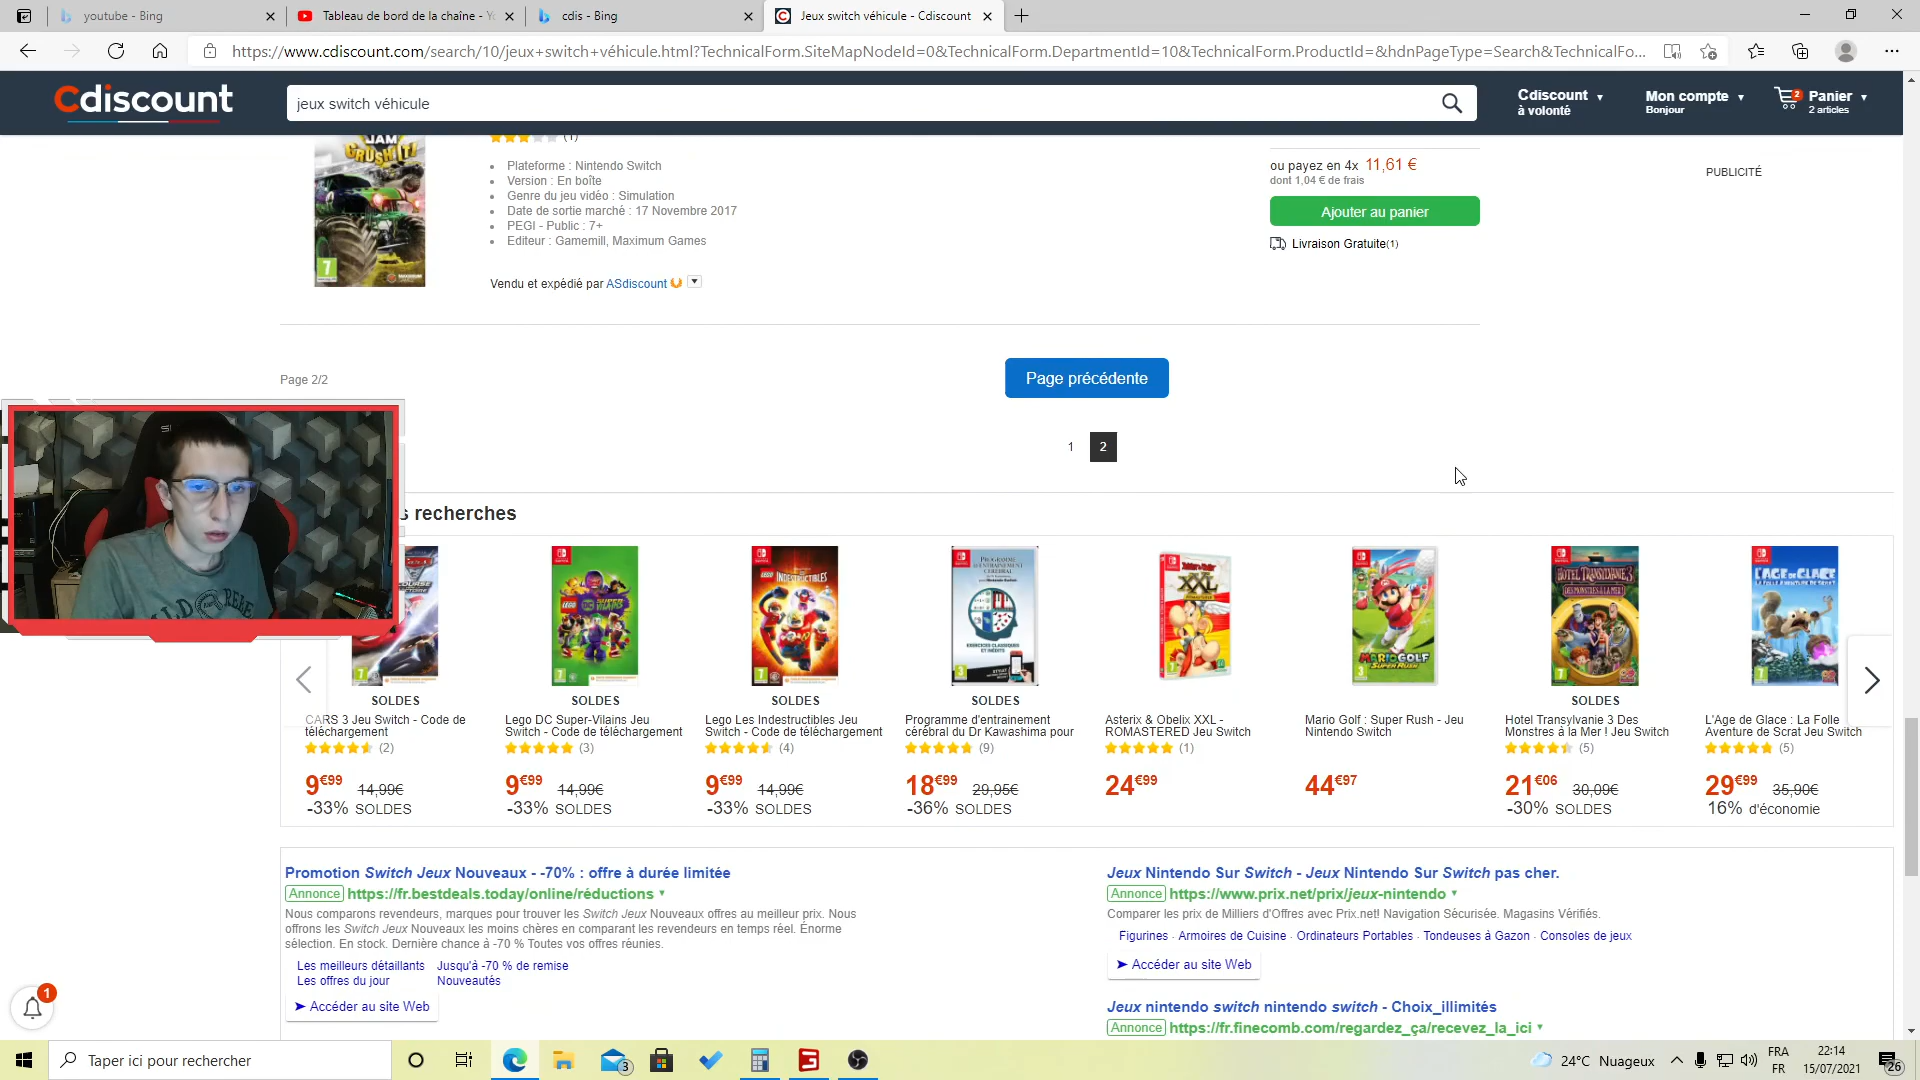 youtube - Bing
Tableau de bord de la chaîne - Yo
cdis - Bing
Jeux switch véhicule - Cdiscount
https://www.cdiscount.com/search/10/jeux+switch+véhicule.html?TechnicalForm.SiteMapNodeId=0&TechnicalForm.DepartmentId=10&TechnicalForm.ProductId=&hdnPageType=Search&TechnicalFo...
Cdiscount
jeux switch véhicule
Cdiscount
à volonté
Mon compte
Bonjour
2
Panier
2 articles
JAM
CRUSH IT!
7
(1)
Plateforme : Nintendo Switch
Version : En boîte
Genre du jeu vidéo : Simulation
Date de sortie marché : 17 Novembre 2017
PEGI - Public : 7+
Editeur : Gamemill, Maximum Games
Vendu et expédié par ASdiscount
ou payez en 4x 11,61 €
dont 1,04 € de frais
Ajouter au panier
Livraison Gratuite(1)
PUBLICITÉ
Page 2/2
Page précédente
1
2
s recherches
SOLDES
CARS 3 Jeu Switch - Code de
téléchargement
(2)
9€99 14,99€
-33% SOLDES
SOLDES
Lego DC Super-Vilains Jeu
Switch - Code de téléchargement
(3)
9€99 14,99€
-33% SOLDES
SOLDES
Lego Les Indestructibles Jeu
Switch - Code de téléchargement
(4)
9€99 14,99€
-33% SOLDES
SOLDES
Programme d'entrainement
cérébral du Dr Kawashima pour
(9)
18€99 29,95€
-36% SOLDES
Asterix & Obelix XXL -
ROMASTERED Jeu Switch
(1)
24€99
Mario Golf : Super Rush - Jeu
Nintendo Switch
44€97
SOLDES
Hotel Transylvanie 3 Des
Monstres à la Mer ! Jeu Switch
(5)
21€06 30,09€
-30% SOLDES
L'Age de Glace : La Folle
Aventure de Scrat Jeu Switch
(5)
29€99 35,90€
16% d'économie
Promotion Switch Jeux Nouveaux - -70% : offre à durée limitée
Annonce https://fr.bestdeals.today/online/réductions
Nous comparons revendeurs, marques pour trouver les Switch Jeux Nouveaux offres au meilleur prix. Nous
offrons les Switch Jeux Nouveaux les moins chères en comparant les revendeurs en temps réel. Énorme
sélection. En stock. Dernière chance à -70 % Toutes vos offres réunies.
Les meilleurs détaillants Jusqu'à -70 % de remise
Les offres du jour Nouveautés
➤ Accéder au site Web
Jeux Nintendo Sur Switch - Jeux Nintendo Sur Switch pas cher.
Annonce https://www.prix.net/prix/jeux-nintendo
Comparer les prix de Milliers d'Offres avec Prix.net! Navigation Sécurisée. Magasins Vérifiés.
Figurines · Armoires de Cuisine · Ordinateurs Portables · Tondeuses à Gazon · Consoles de jeux
➤ Accéder au site Web
Jeux nintendo switch nintendo switch - Choix_illimités
Annonce https://fr.finecomb.com/regardez_ça/recevez_la_ici
1
Taper ici pour rechercher
3
24°C Nuageux
FRA
FR
22:14
15/07/2021
26